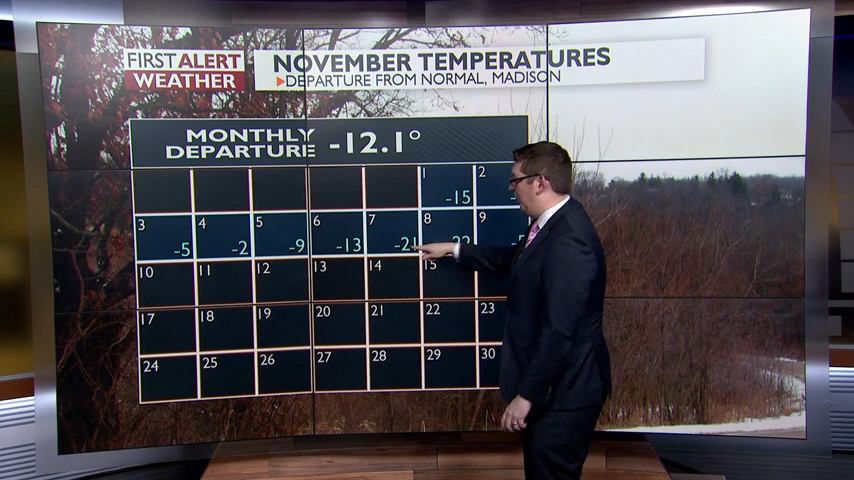 FIRST ALERT
WEATHER
NOVEMBER TEMPERATURES
DEPARTURE FROM NORMAL, MADISON
MONTHLY
DEPARTURE -12.1°
1 2
-15
3 4 5 6 7 8 9
-5 -2 -9 -13 -21 -22
10 11 12 13 14 15
17 18 19 20 21 22 23
24 25 26 27 28 29 30